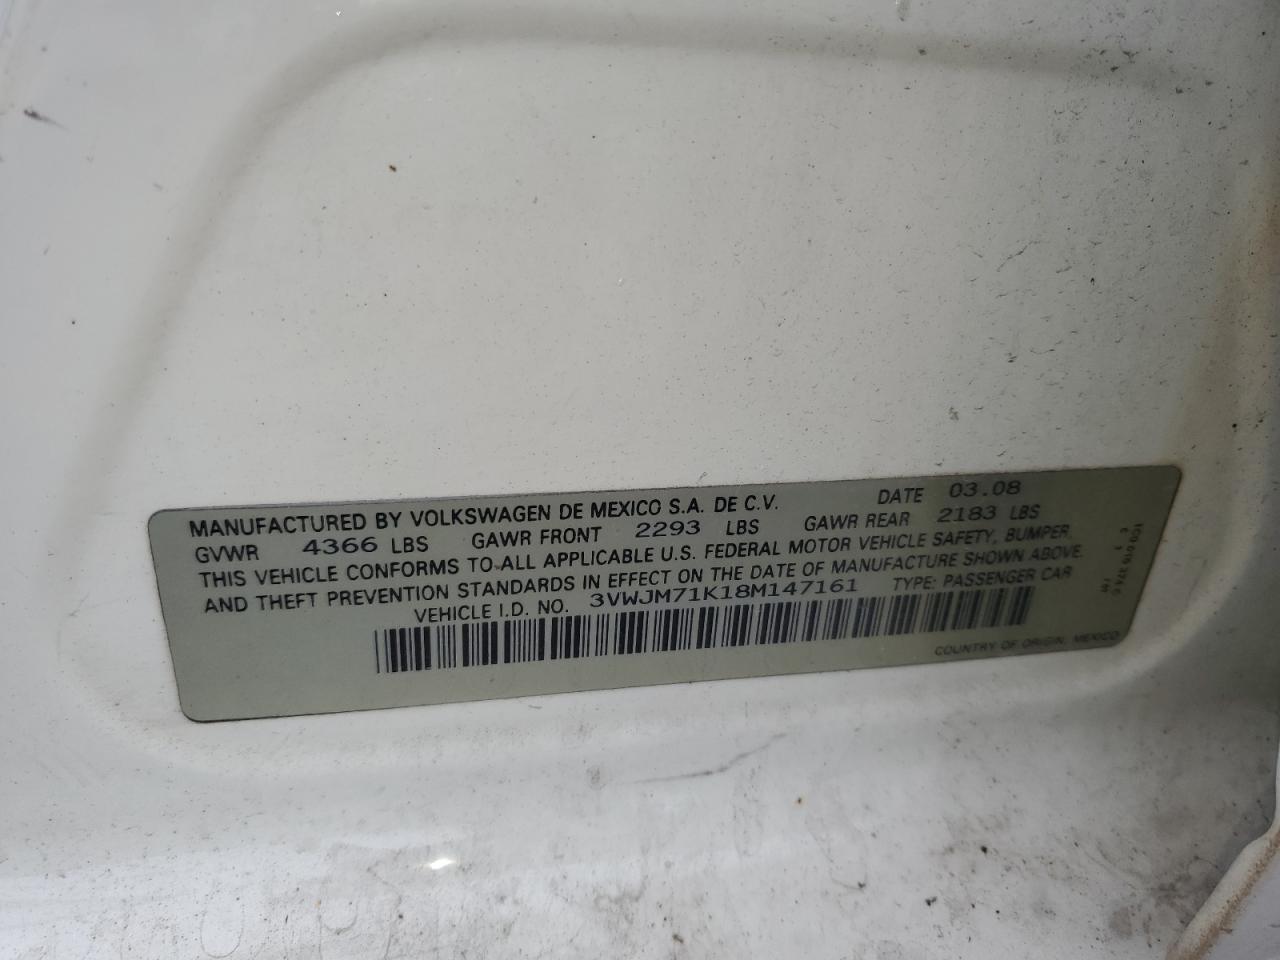 MANUFACTURED BY VOLKSWAGEN DE MEXICO S.A. DE C.V. DATE 03.08
GVWR 4366 LBS GAWR FRONT 2293 LBS GAWR REAR 2183 LBS
THIS VEHICLE CONFORMS TO ALL APPLICABLE U.S. FEDERAL MOTOR VEHICLE SAFETY, BUMPER,
AND THEFT PREVENTION STANDARDS IN EFFECT ON THE DATE OF MANUFACTURE SHOWN ABOVE.
VEHICLE I.D. NO. 3VWJM71K18M147161 TYPE: PASSENGER CAR
COUNTRY OF ORIGIN: MEXICO